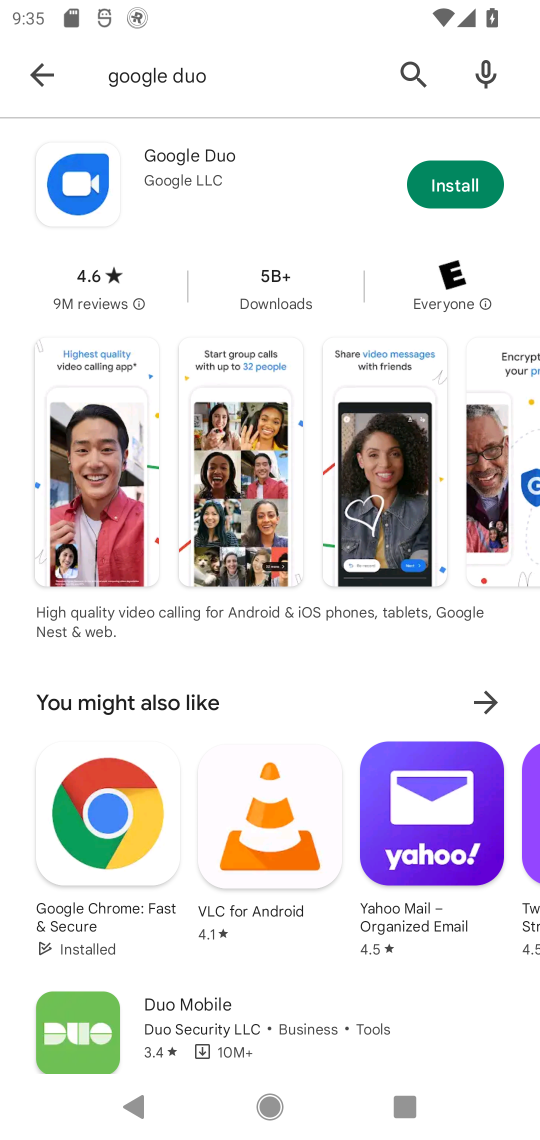 9:35
google duo
Google Duo
Google LLC
Install
4.6★
5B+
E
9M reviews
Downloads
Everyone
Highest quality
video calling app*
Start group calls
with up to 32 people
Share video messages
with friends
Encrypt
your pr
High quality video calling for Android & iOS phones, tablets, Google
Nest & web.
You might also like
yahoo!
Google Chrome: Fast
& Secure
Installed
VLC for Android
4.1★
Yahoo Mail –
Organized Email
4.5★
Tw
Str
4.5
DUO
Duo Mobile
Duo Security LLC • Business • Tools
3.4★ 10M+